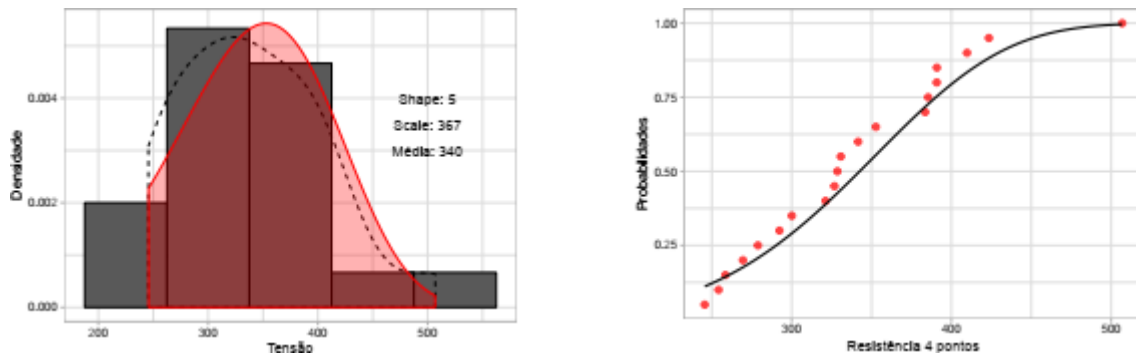 Densidade
0.004
0.002
0.000
Shape: 5
Scale: 367
Média: 340
200 300 400 500
Tensão
Probabilidades
1.00
0.75
0.50
0.25
300 400 500
Resistência 4 pontos